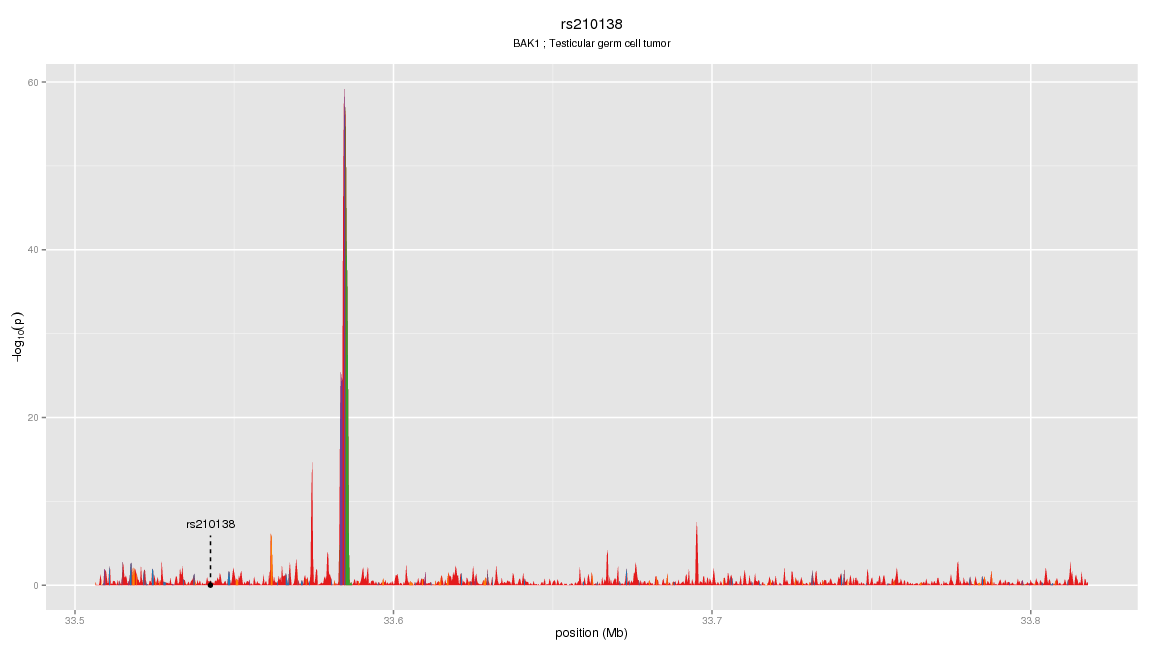 rs210138
BAK1 ; Testicular germ cell tumor
60
40
20
0
−log10(p)
rs210138
33.5
33.6
33.7
33.8
position (Mb)